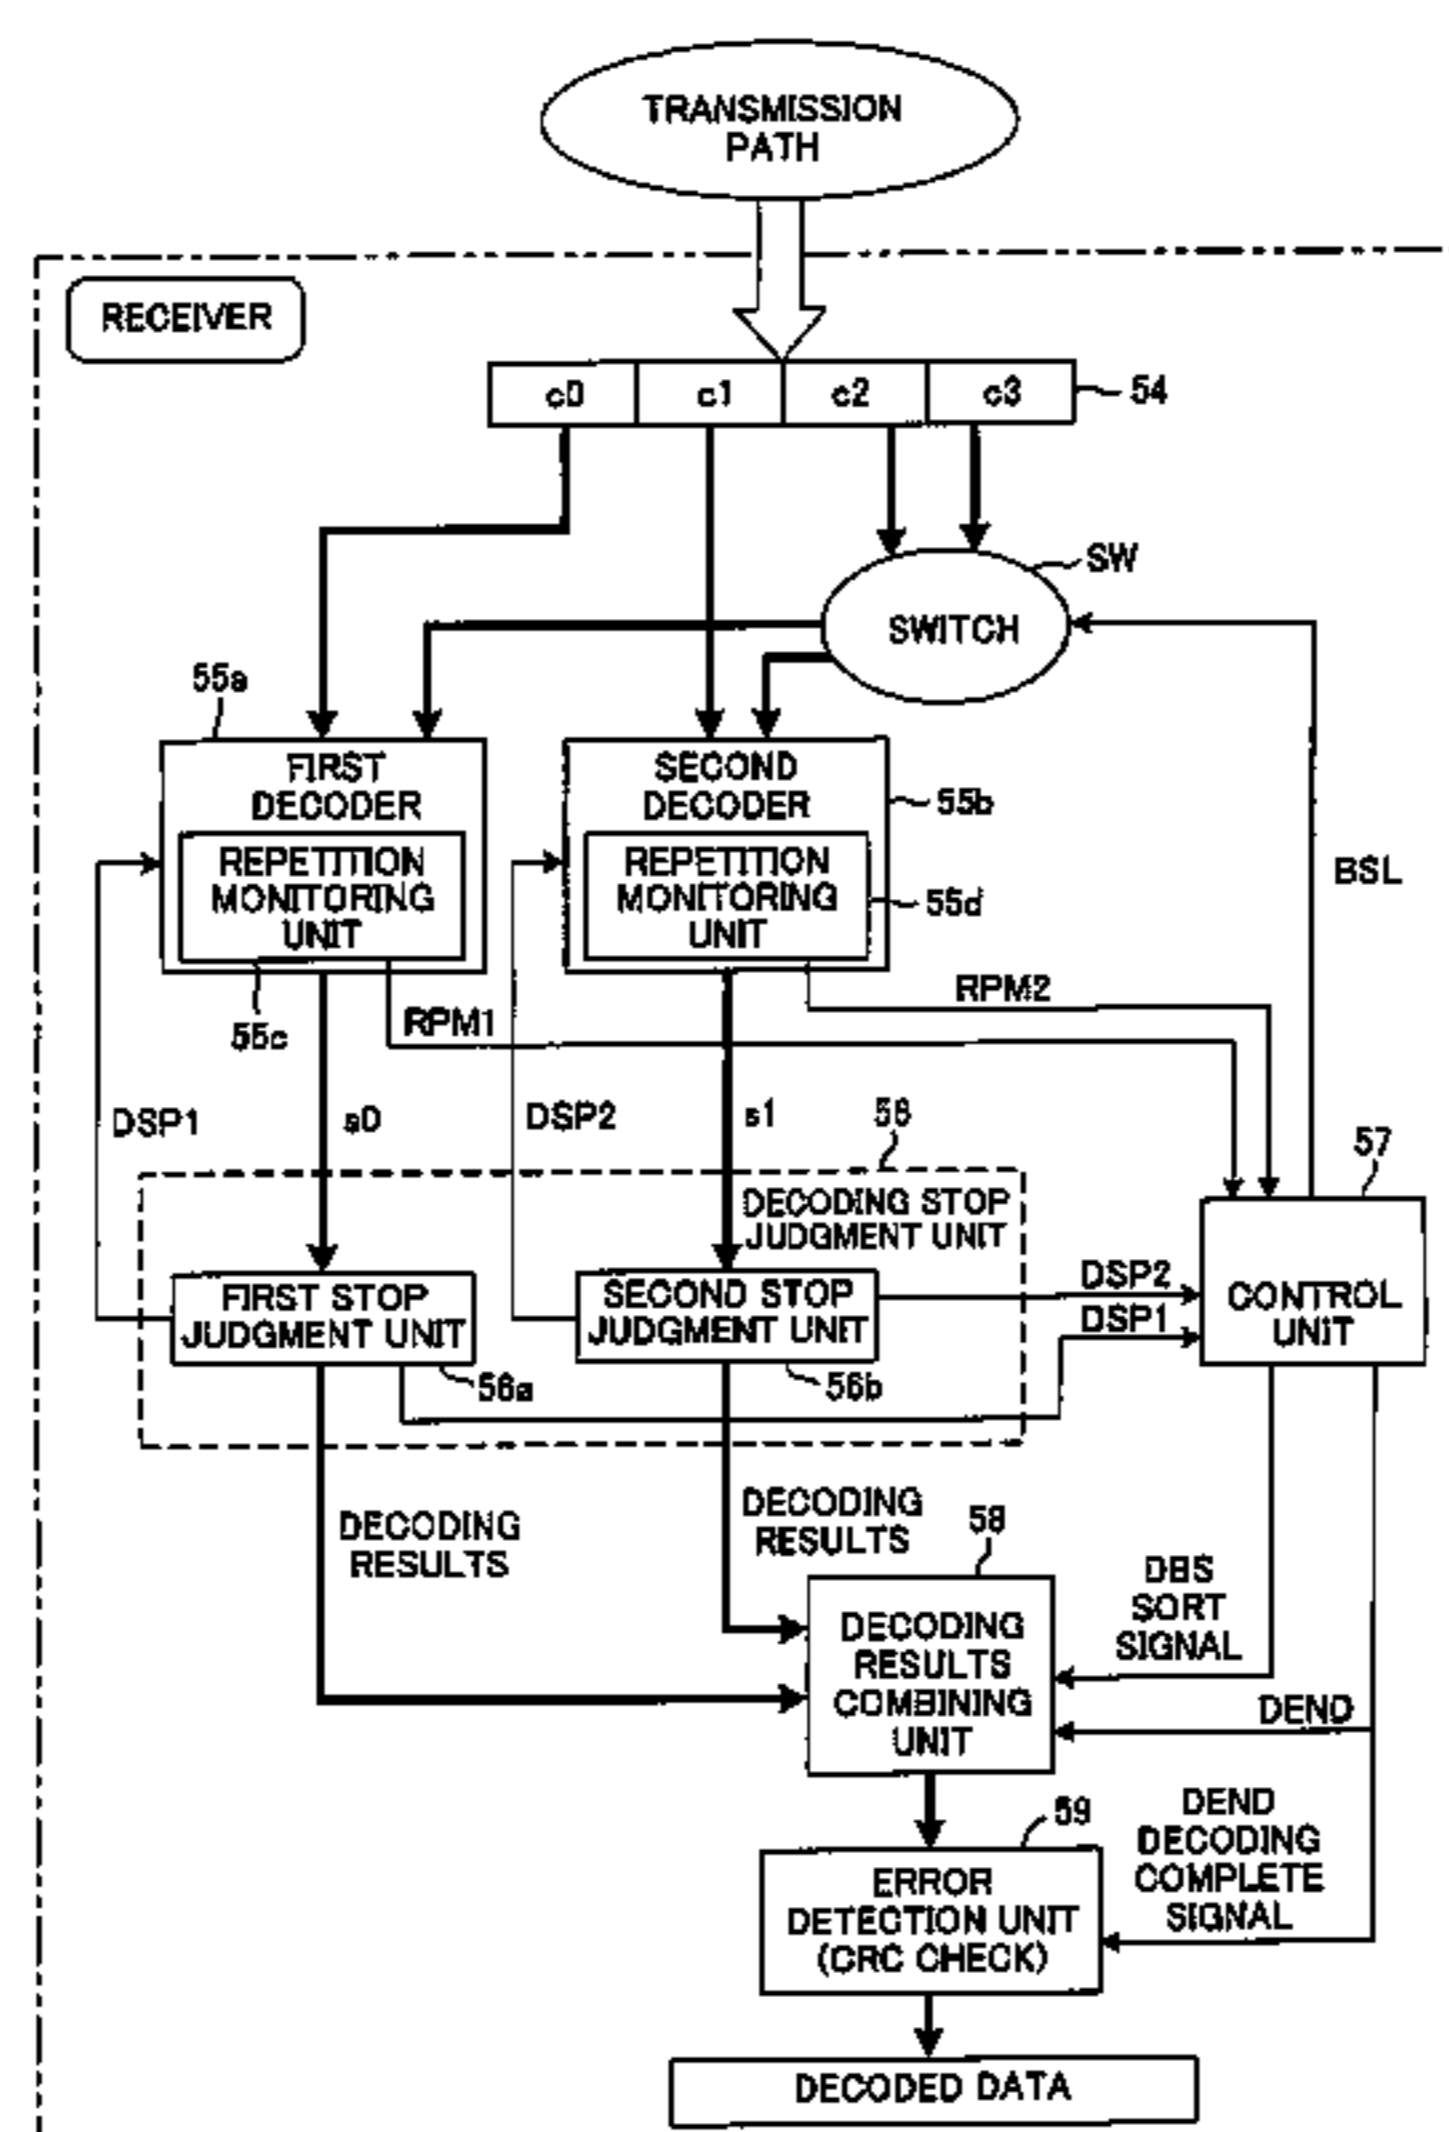 TRANSMISSION
PATH
RECEIVER
c0
c1
c2
c3
54
SW
SWITCH
55a
FIRST
DECODER
REPETITION
MONITORING
UNIT
55c
SECOND
DECODER
55b
REPETITION
MONITORING
UNIT
55d
BSL
RPM1
RPM2
DSP1
s0
DSP2
s1
56
57
DECODING STOP
JUDGMENT UNIT
FIRST STOP
JUDGMENT UNIT
56a
SECOND STOP
JUDGMENT UNIT
56b
DSP2
DSP1
CONTROL
UNIT
DECODING
RESULTS
DECODING
RESULTS
58
DECODING
RESULTS
COMBINING
UNIT
DBS
SORT
SIGNAL
DEND
59
ERROR
DETECTION UNIT
(CRC CHECK)
DEND
DECODING
COMPLETE
SIGNAL
DECODED DATA